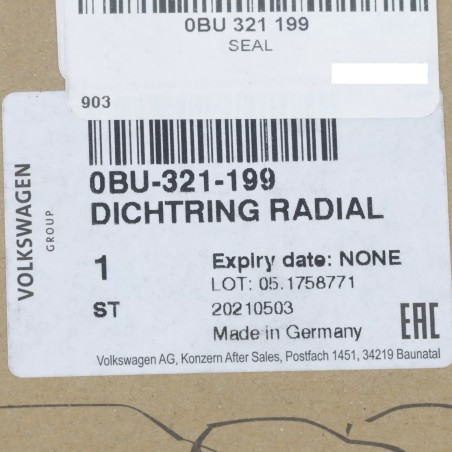 0BU 321 199
SEAL
903
VOLKSWAGEN
GROUP
0BU-321-199
DICHTRING RADIAL
1
Expiry date: NONE
LOT: 05.1758771
ST
20210503
Made in Germany
EAC
Volkswagen AG, Konzern After Sales, Postfach 1451, 34219 Baunatal